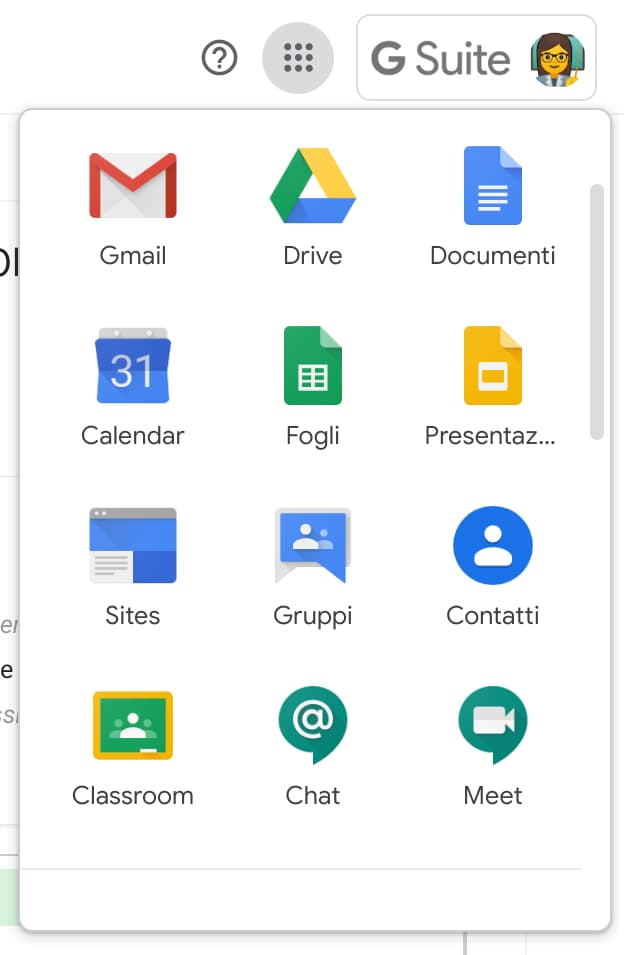 G Suite
Gmail
Drive
Documenti
31
Calendar
Fogli
Presentaz...
Sites
Gruppi
Contatti
Classroom
Chat
Meet